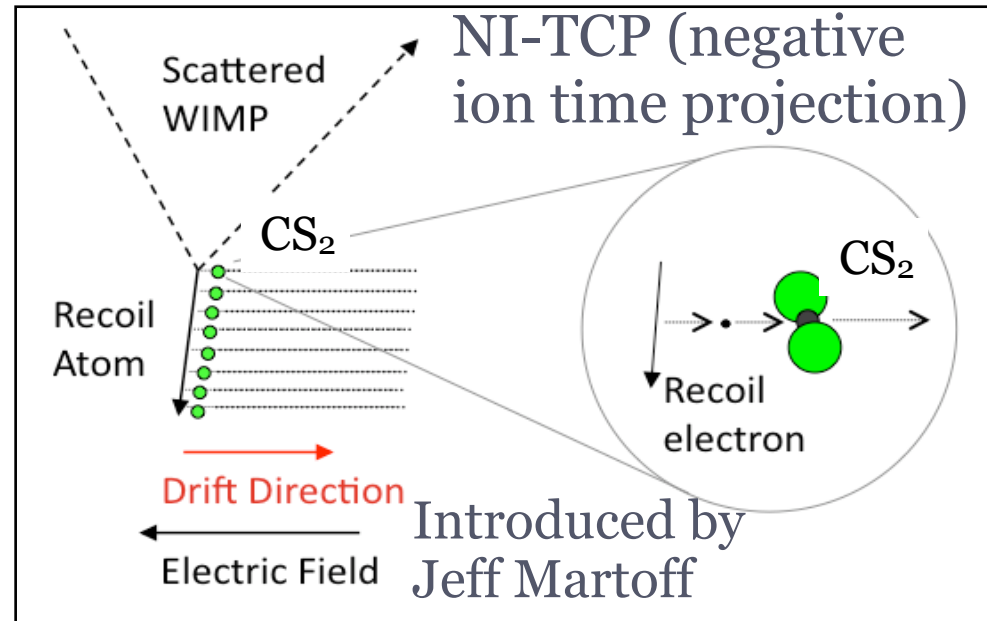 NI-TCP (negative
ion time projection)
Scattered
WIMP
CS₂
CS₂
Recoil
Atom
Recoil
electron
Drift Direction
Electric Field
Introduced by
Jeff Martoff